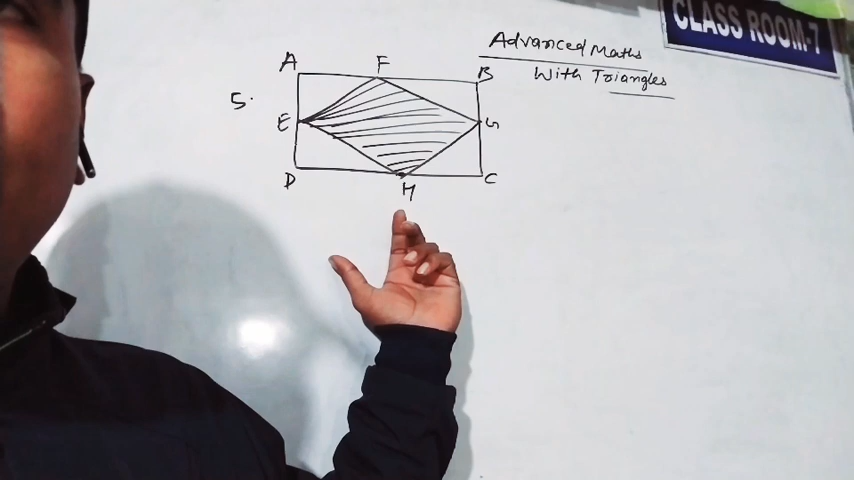 CLASS ROOM-7
Advanced Maths
With Triangles
5.
A F B
E G
D H C